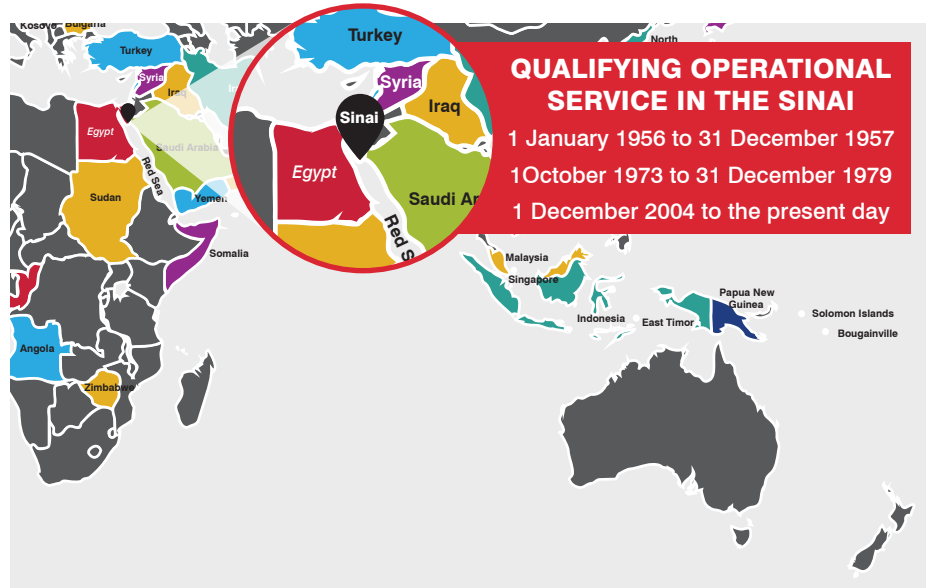 Kosovo
Bulgaria
Turkey
Syria
Iraq
Egypt
Saudi Arabia
Red Sea
Sudan
Yemen
Somalia
Angola
Zimbabwe
Turkey
Syria
Iraq
Sinai
Egypt
Saudi Ar
Red S
North
QUALIFYING OPERATIONAL
SERVICE IN THE SINAI
1 January 1956 to 31 December 1957
1October 1973 to 31 December 1979
1 December 2004 to the present day
Malaysia
Singapore
Indonesia
East Timor
Papua New
Guinea
Solomon Islands
Bougainville